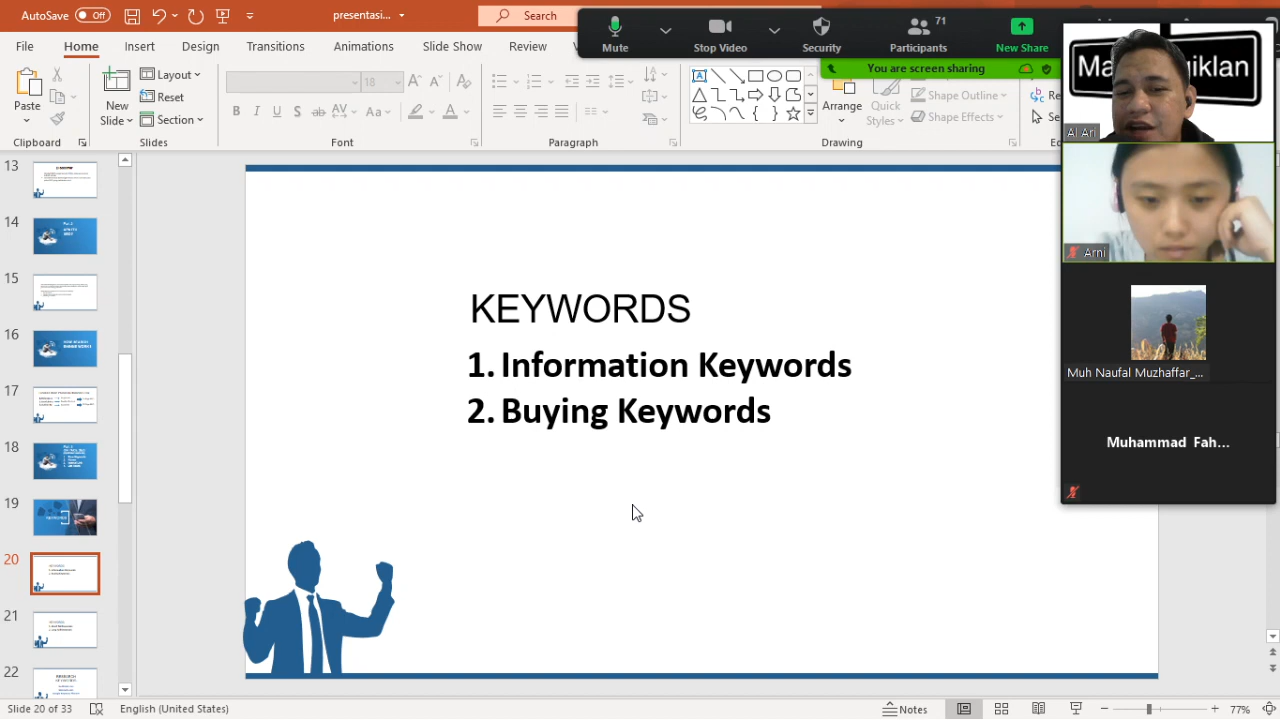 AutoSave Off presentasi... Search
Mute Stop Video Security 71 Participants New Share
You are screen sharing
File Home Insert Design Transitions Animations Slide Show Review
Paste New Slide Layout Reset Section 18 Arrange Quick Styles Shape Outline Shape Effects
Clipboard Slides Font Paragraph Drawing
Al Ari
Arni
Muh Naufal Muzhaffar_...
Muhammad Fah...
13
14
15
16
17
18
19
20
21
22
KEYWORDS
1. Information Keywords
2. Buying Keywords
Slide 20 of 33 English (United States) Notes 77%